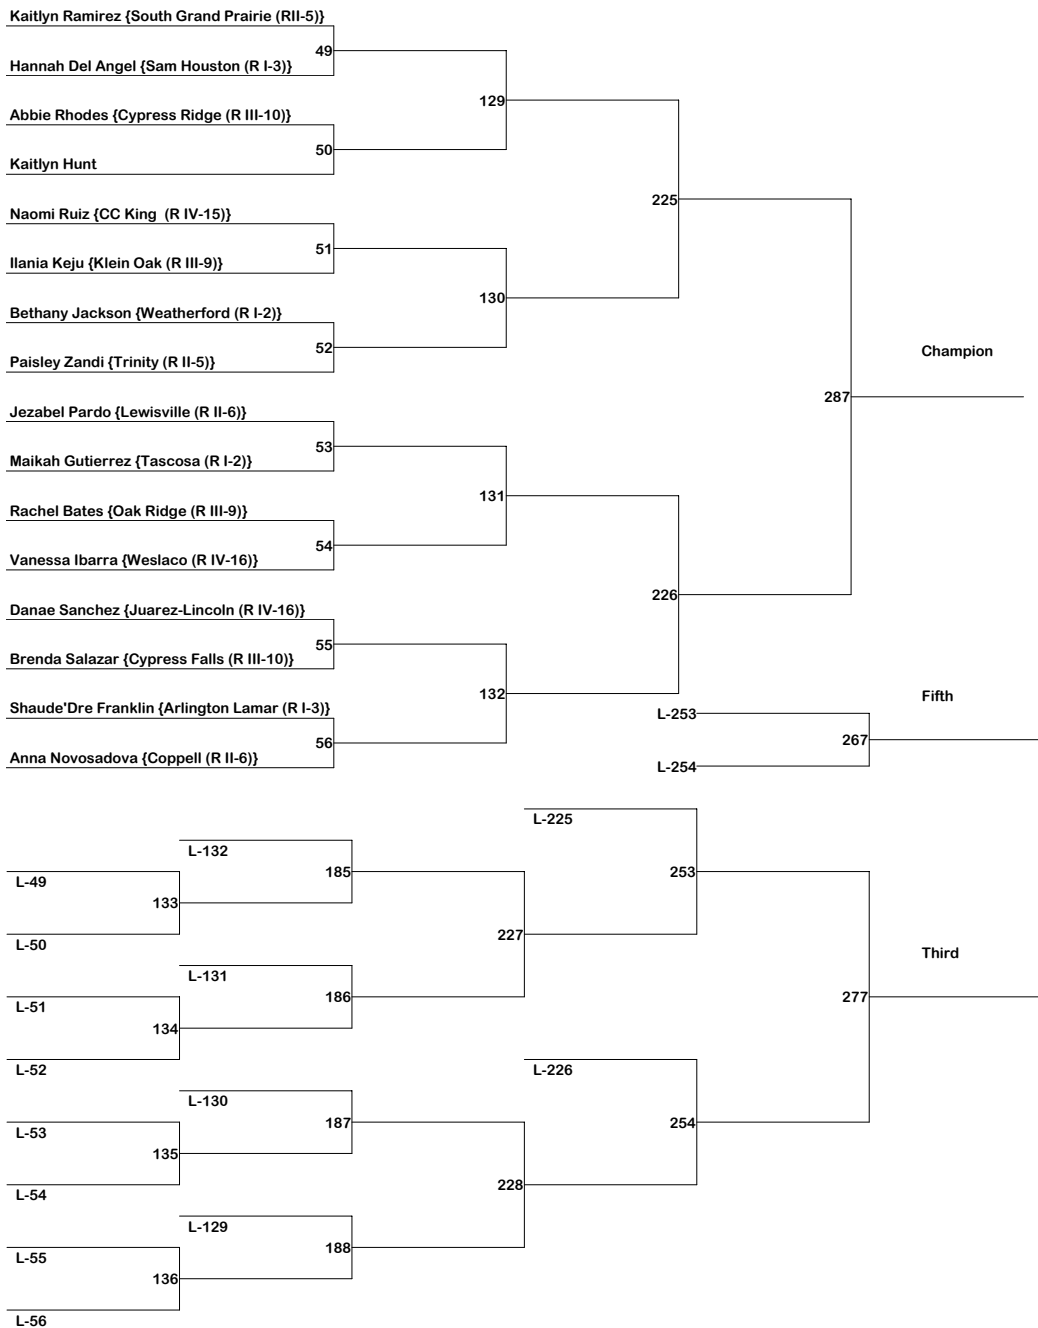 Kaitlyn Ramirez {South Grand Prairie (RII-5)}
49
Hannah Del Angel {Sam Houston (R I-3)}
129
Abbie Rhodes {Cypress Ridge (R III-10)}
50
Kaitlyn Hunt
225
Naomi Ruiz {CC King  (R IV-15)}
51
Ilania Keju {Klein Oak (R III-9)}
130
Bethany Jackson {Weatherford (R I-2)}
52
Champion
Paisley Zandi {Trinity (R II-5)}
287
Jezabel Pardo {Lewisville (R II-6)}
53
Maikah Gutierrez {Tascosa (R I-2)}
131
Rachel Bates {Oak Ridge (R III-9)}
54
Vanessa Ibarra {Weslaco (R IV-16)}
226
Danae Sanchez {Juarez-Lincoln (R IV-16)}
55
Brenda Salazar {Cypress Falls (R III-10)}
132
Fifth
Shaude'Dre Franklin {Arlington Lamar (R I-3)}
L-253
267
56
Anna Novosadova {Coppell (R II-6)}
L-254
L-225
L-132
185
253
L-49
133
227
L-50
Third
L-131
186
277
L-51
134
L-52
L-226
L-130
187
254
L-53
135
228
L-54
L-129
188
L-55
136
L-56